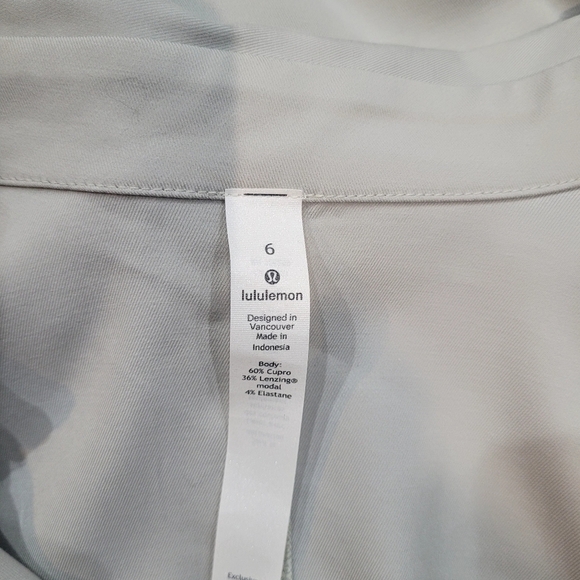 6
lululemon
Designed in
Vancouver
Made in
Indonesia
Body:
60% Cupro
36% Lenzing®
modal
4% Elastane